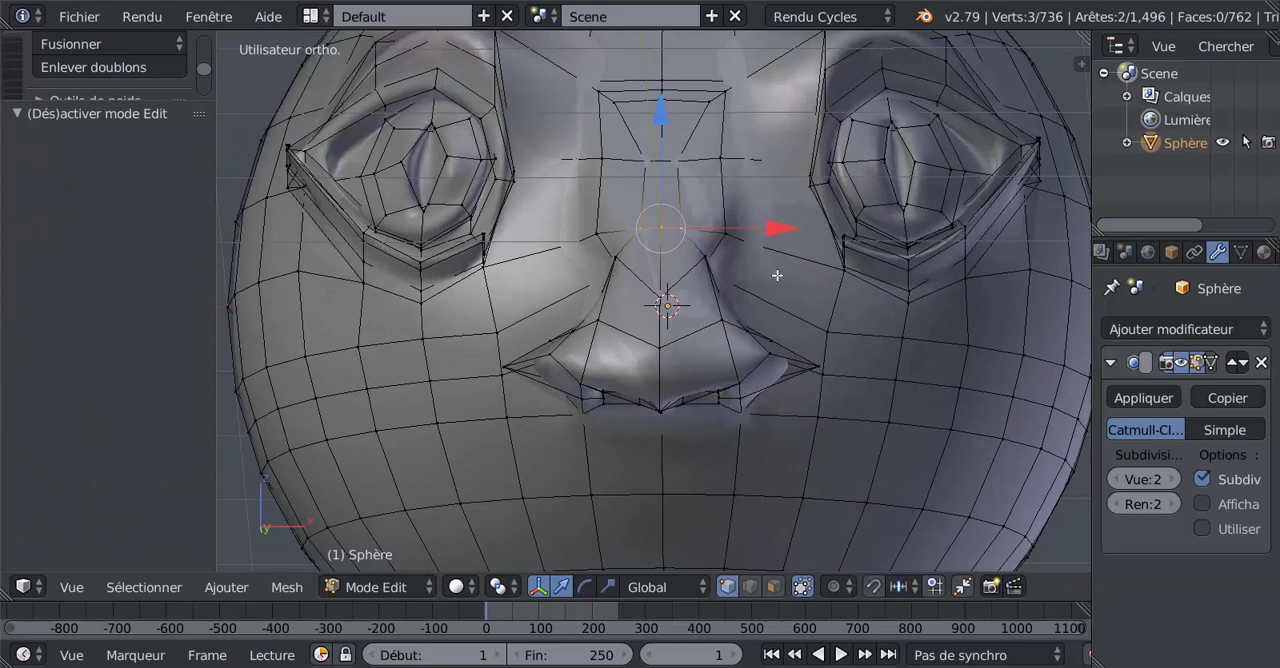 Fichier Rendu Fenêtre Aide Default Scene Rendu Cycles v2.79 | Verts:3/736 | Arêtes:2/1,496 | Faces:0/762 | Tri
Fusionner
Enlever doublons
Outils de poids
(Dés)activer mode Edit
Utilisateur ortho.
(1) Sphère
Vue Chercher
Scene
Calques
Lumière
Sphère
Sphère
Ajouter modificateur
Appliquer Copier
Catmull-Cl... Simple
Subdivisi... Options :
Vue:2 Subdiv
Ren:2 Afficha
Utiliser
z
x
y
Vue Sélectionner Ajouter Mesh Mode Edit Global
-800 -700 -600 -500 -400 -300 -200 -100 0 100 200 300 400 500 600 700 800 900 1000 1100
Vue Marqueur Frame Lecture Début: 1 Fin: 250 1 Pas de synchro